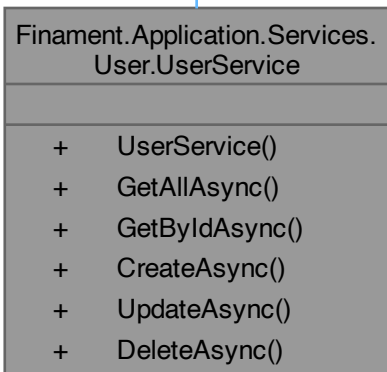 Finament.Application.Services.
User.UserService
+ UserService()
+ GetAllAsync()
+ GetByIdAsync()
+ CreateAsync()
+ UpdateAsync()
+ DeleteAsync()